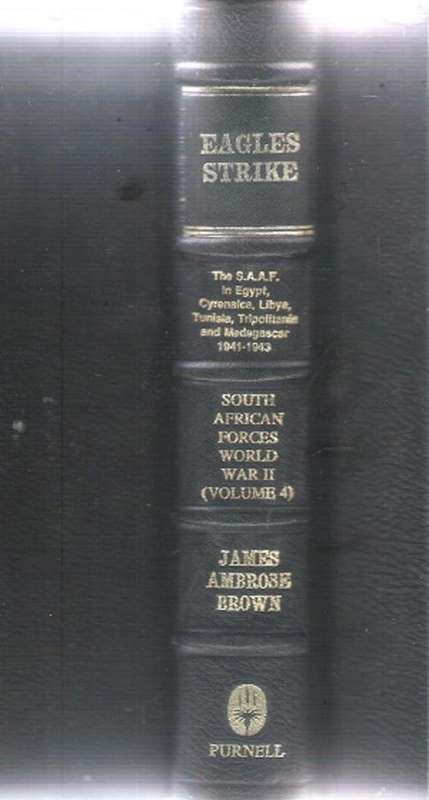 EAGLES
STRIKE
The S.A.A.F.
in Egypt,
Cyrenaica, Libya,
Tunisia, Tripolitania
and Madagascar
1941-1943
SOUTH
AFRICAN
FORCES
WORLD
WAR II
(VOLUME 4)
JAMES
AMBROSE
BROWN
PURNELL